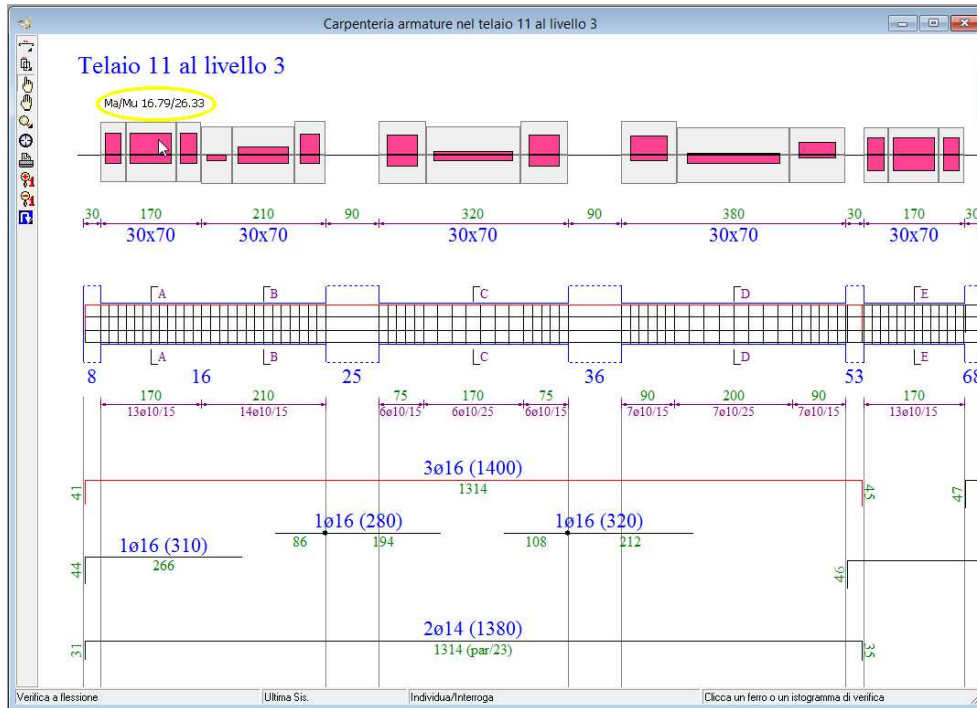 Carpenteria armature nel telaio 11 al livello 3
Telaio 11 al livello 3
Ma/Mu 16.79/26.33
30 170 210 90 320 90 380 30 170 30
30x70 30x70 30x70 30x70 30x70
A B C D E
A B C D E
8 16 25 36 53 68
170 210 75 170 75 90 200 90 170
13ø10/15 14ø10/15 6ø10/15 6ø10/25 6ø10/15 7ø10/15 7ø10/25 7ø10/15 13ø10/15
3ø16 (1400)
41 1314 45 47
1ø16 (280) 1ø16 (320)
86 194 108 212
1ø16 (310)
44 266 46
2ø14 (1380)
31 1314 (par/23) 35
Verifica a flessione Ultima Sis. Individua/Interroga Clicca un ferro o un istogramma di verifica